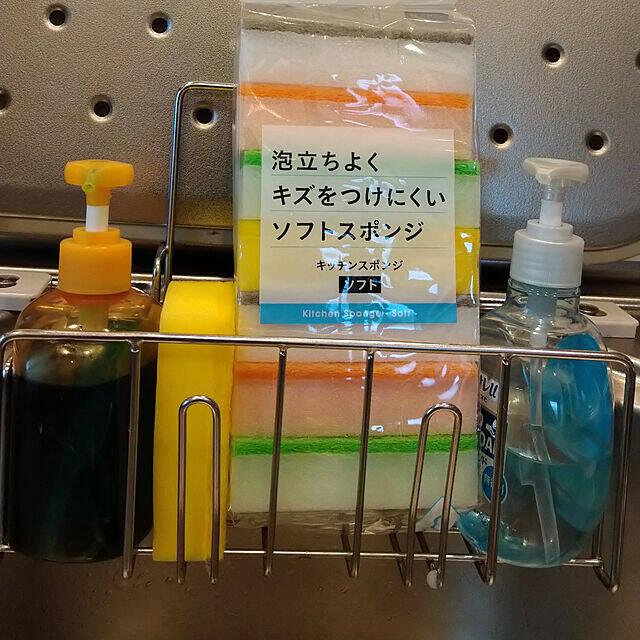 泡立ちよく
キズをつけにくい
ソフトスポンジ
キッチンスポンジ
ソフト
Kitchen Sponge - Soft